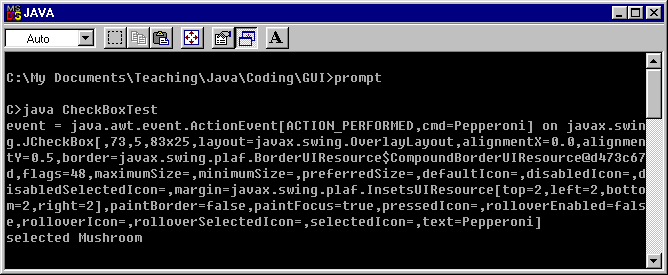 JAVA
Auto
A
C:\My Documents\Teaching\Java\Coding\GUI>prompt
C>java CheckBoxTest
event = java.awt.event.ActionEvent[ACTION_PERFORMED,cmd=Pepperoni] on javax.swin
g.JCheckBox[,73,5,83x25,layout=javax.swing.OverlayLayout,alignmentX=0.0,alignmen
tY=0.5,border=javax.swing.plaf.BorderUIResource$CompoundBorderUIResource@d473c67
d,flags=48,maximumSize=,minimumSize=,preferredSize=,defaultIcon=,disabledIcon=,d
isabledSelectedIcon=,margin=javax.swing.plaf.InsetsUIResource[top=2,left=2,botto
m=2,right=2],paintBorder=false,paintFocus=true,pressedIcon=,rolloverEnabled=fals
e,rolloverIcon=,rolloverSelectedIcon=,selectedIcon=,text=Pepperoni]
selected Mushroom